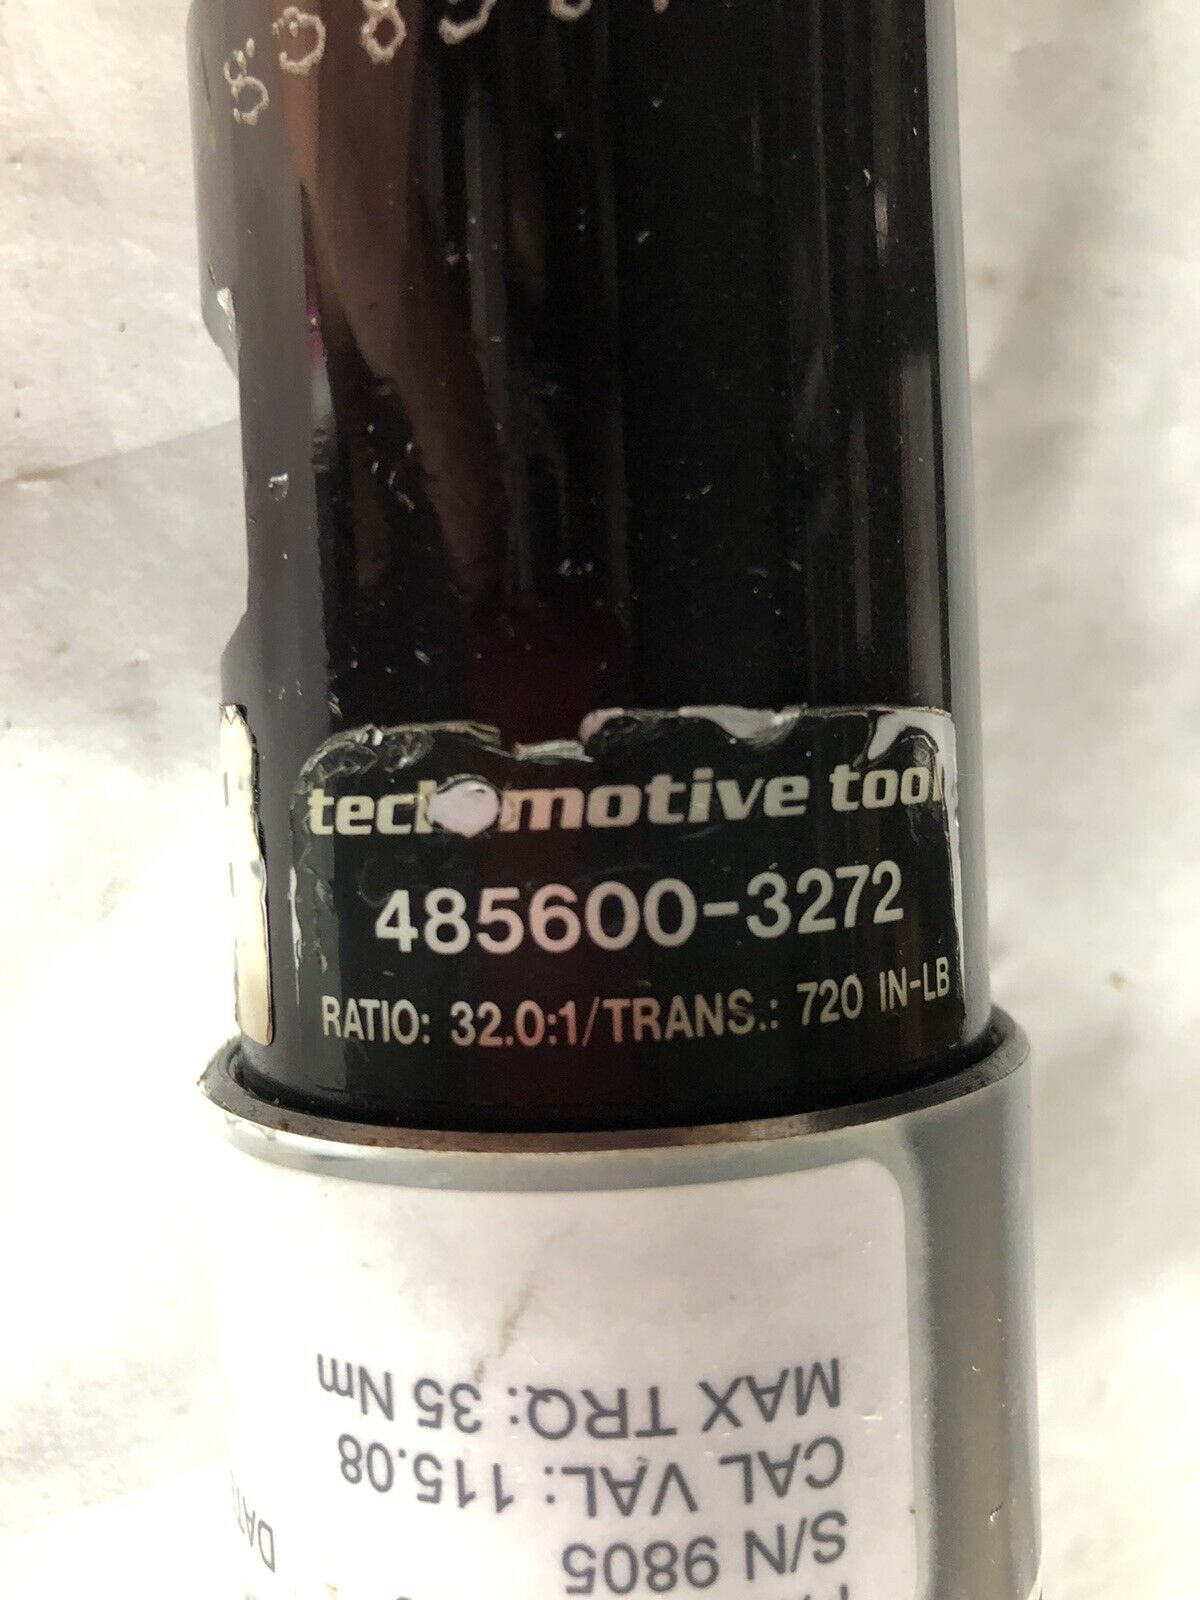 motive tool
485600-3272
RATIO: 32.0:1/TRANS.: 720 IN-LB
S/N 9805
CAL VAL: 115.08
MAX TRQ: 35 Nm